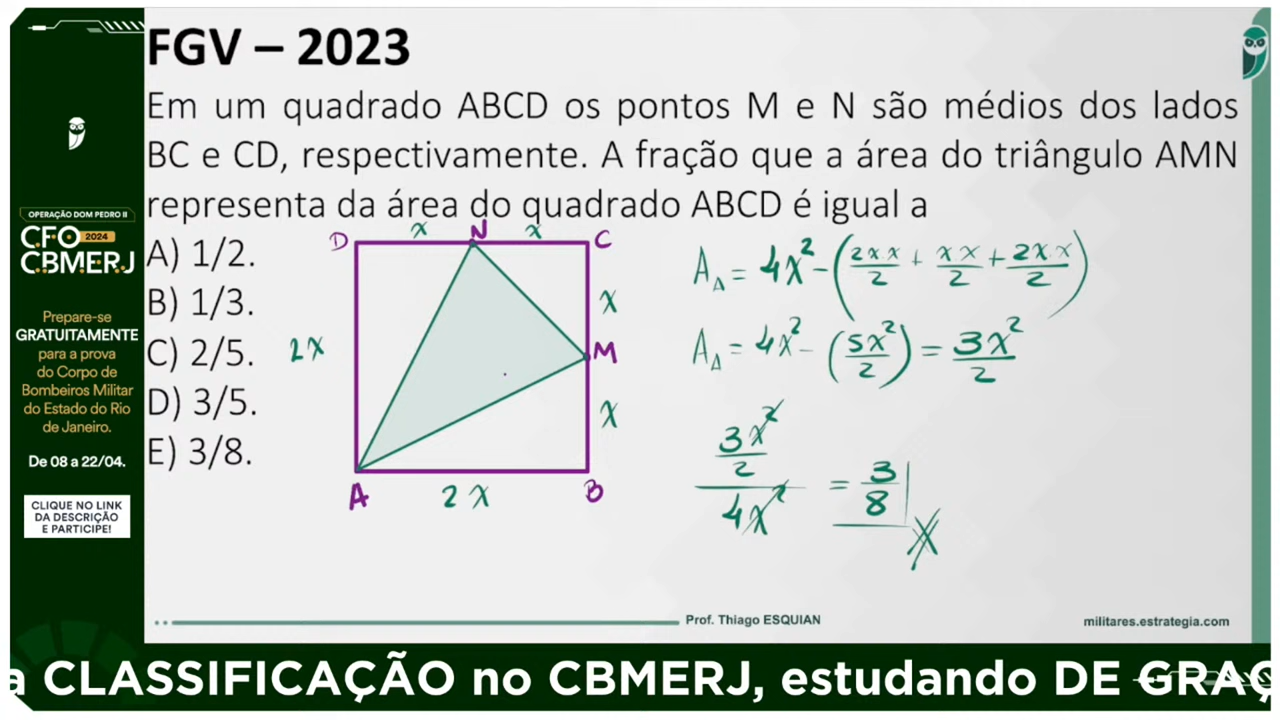 FGV – 2023
Em um quadrado ABCD os pontos M e N são médios dos lados
BC e CD, respectivamente. A fração que a área do triângulo AMN
representa da área do quadrado ABCD é igual a
A) 1/2.
B) 1/3.
C) 2/5.
D) 3/5.
E) 3/8.
D x N x C
x
2x M
x
A 2x B
A△ = 4x² - (2x·x/2 + x·x/2 + 2x·x/2)
A△ = 4x² - (5x²/2) = 3x²/2
3x²/2
4x² = 3/8
OPERAÇÃO DOM PEDRO II
CFO 2024
CBMERJ
Prepare-se
GRATUITAMENTE
para a prova
do Corpo de
Bombeiros Militar
do Estado do Rio
de Janeiro.
De 08 a 22/04.
CLIQUE NO LINK
DA DESCRIÇÃO
E PARTICIPE!
Prof. Thiago ESQUIAN
militares.estrategia.com
a CLASSIFICAÇÃO no CBMERJ, estudando DE GRAÇ